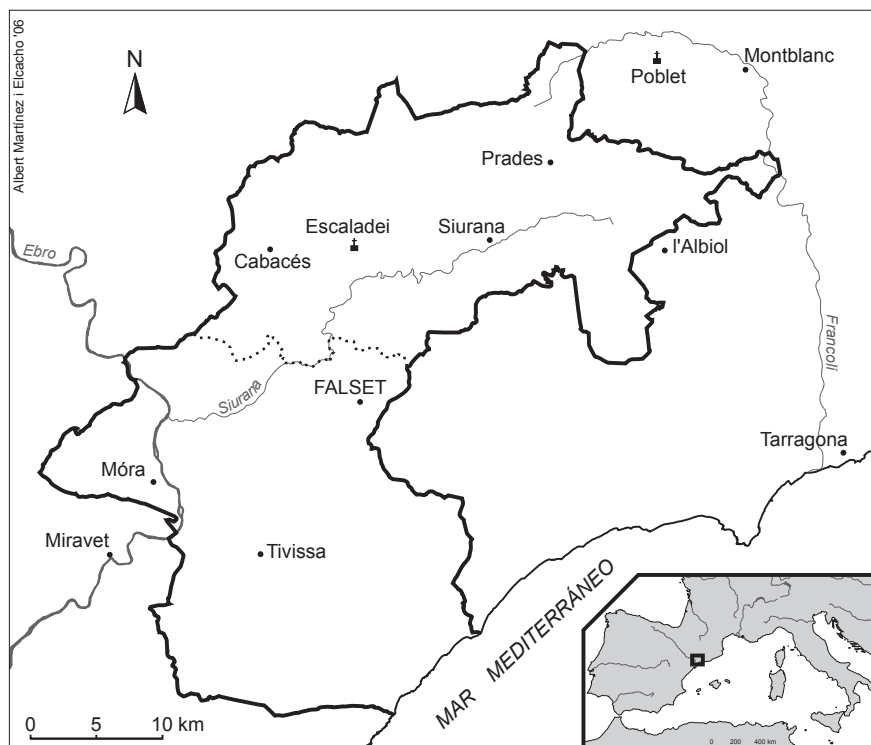 Albert Martínez i Elcacho '06
N
Poblet
Montblanc
Prades
Escaladei
Siurana
l'Albiol
Cabacés
Ebro
Francolí
Siurana
FALSET
Tarragona
Móra
Miravet
Tivissa
MAR MEDITERRÁNEO
0 5 10 km
0 200 400 km